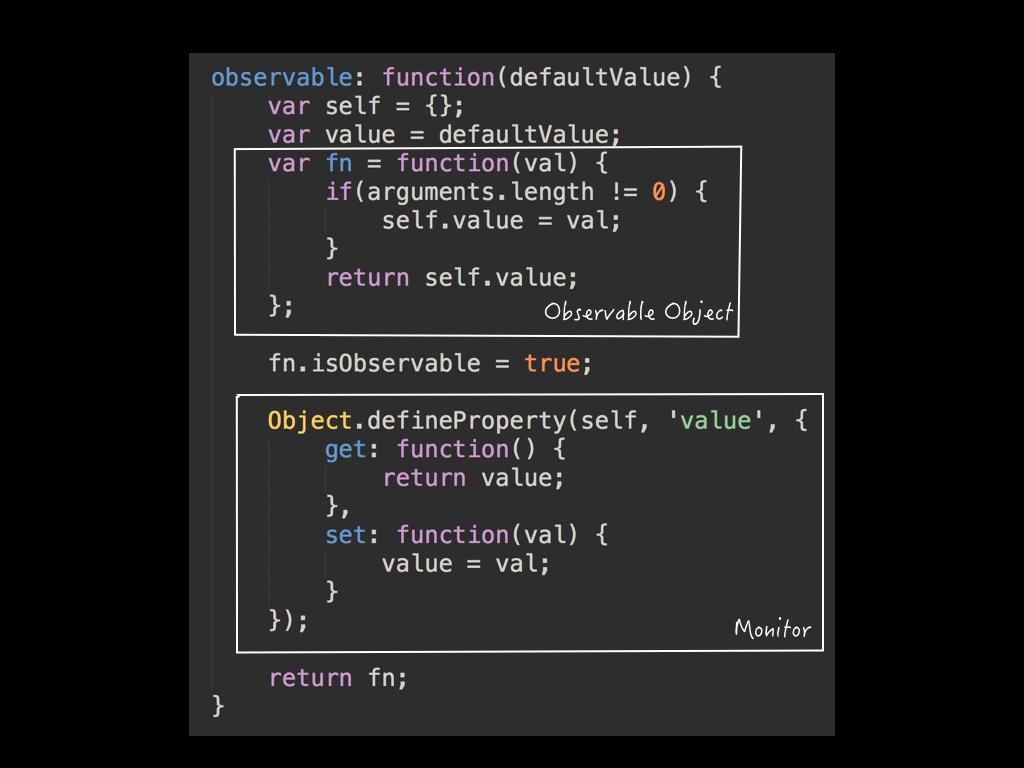 observable: function(defaultValue) {
    var self = {};
    var value = defaultValue;
    var fn = function(val) {
        if(arguments.length != 0) {
            self.value = val;
        }
        return self.value;
    };
Observable Object
    fn.isObservable = true;
    Object.defineProperty(self, 'value', {
        get: function() {
            return value;
        },
        set: function(val) {
            value = val;
        }
    });
Monitor
    return fn;
}